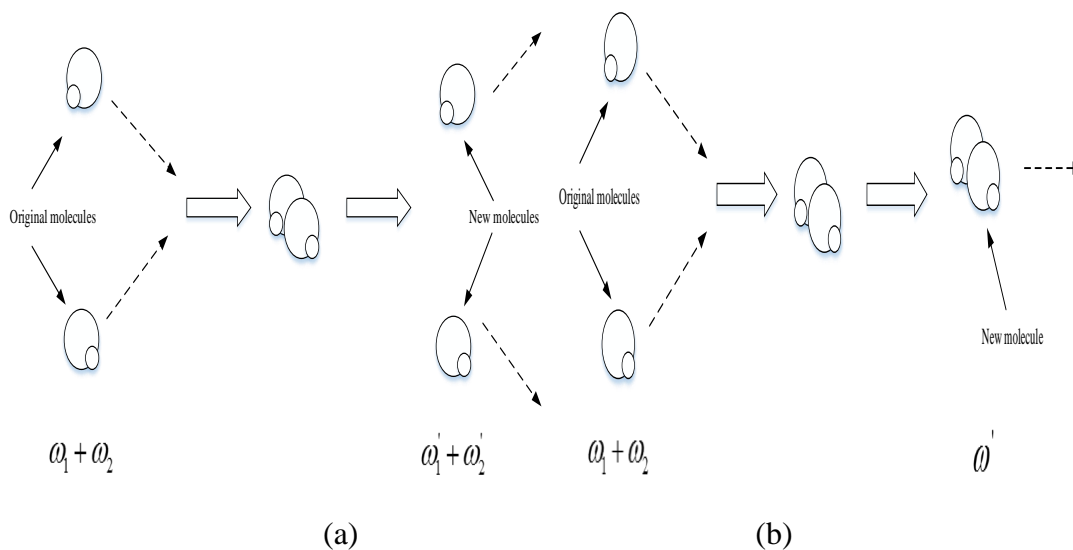 Original molecules
New molecules
ω₁ + ω₂
ω₁' + ω₂'
(a)
Original molecules
New molecule
ω₁ + ω₂
ω'
(b)